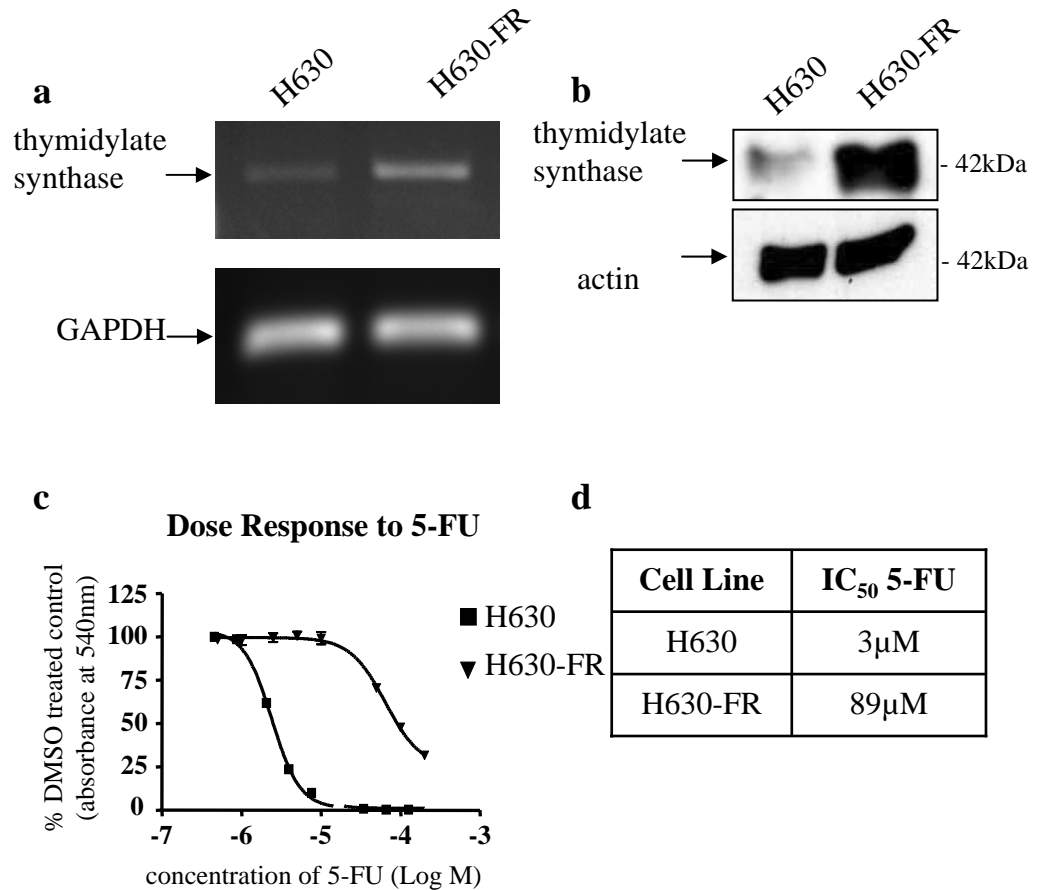 a
H630
H630-FR
thymidylate
synthase
GAPDH
b
H630
H630-FR
thymidylate
synthase
- 42kDa
actin
- 42kDa
c
Dose Response to 5-FU
% DMSO treated control
(absorbance at 540nm)
125
100
75
50
25
0
-7
-6
-5
-4
-3
concentration of 5-FU (Log M)
H630
H630-FR
d
Cell Line
IC50 5-FU
H630
3µM
H630-FR
89µM